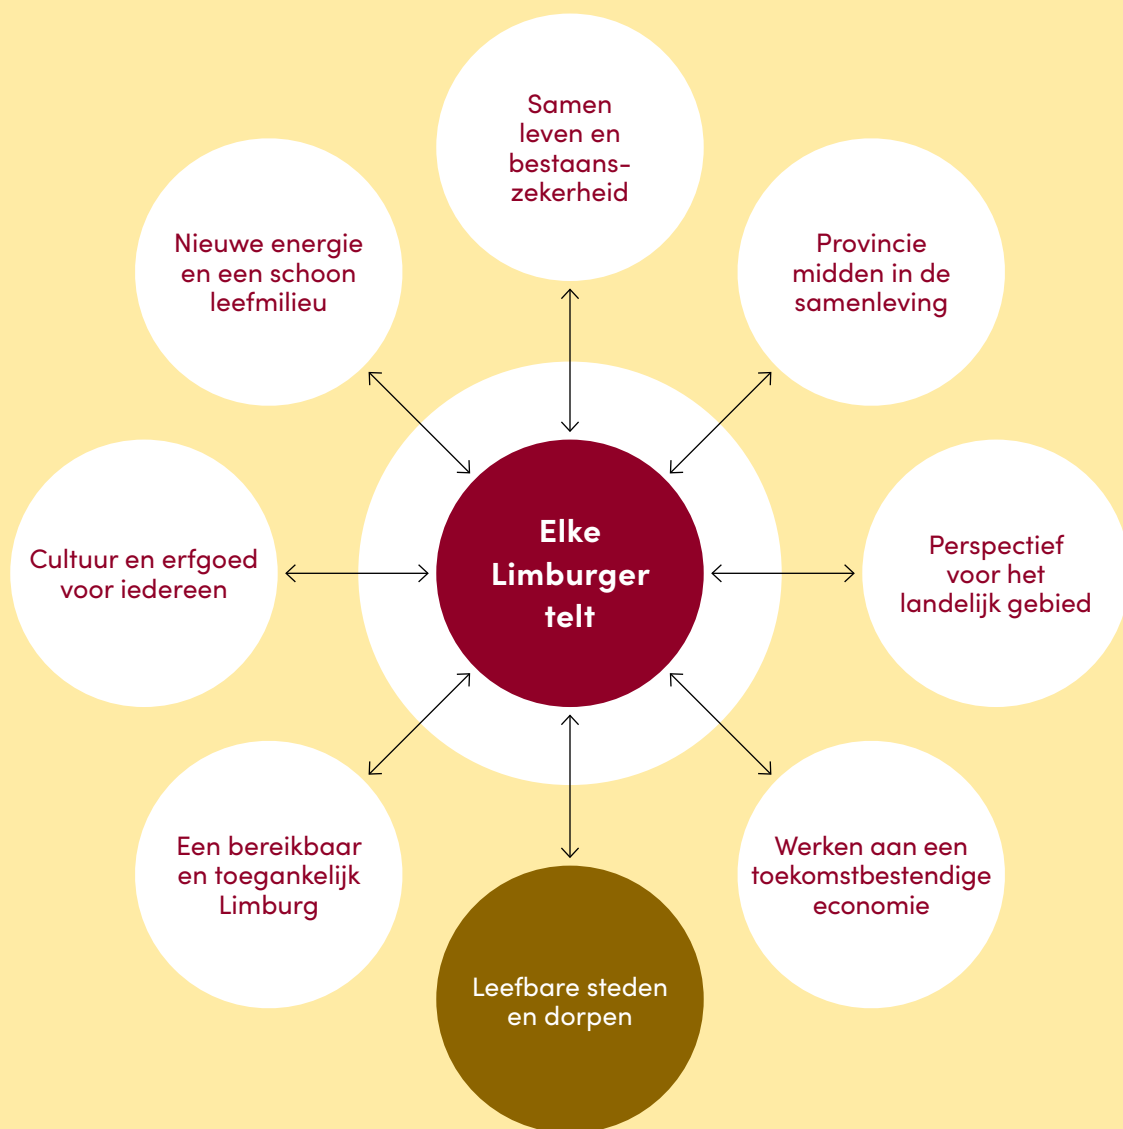 Samen
leven en
bestaans-
zekerheid
Nieuwe energie
en een schoon
leefmilieu
Provincie
midden in de
samenleving
Cultuur en erfgoed
voor iedereen
Elke
Limburger
telt
Perspectief
voor het
landelijk gebied
Een bereikbaar
en toegankelijk
Limburg
Werken aan een
toekomstbestendige
economie
Leefbare steden
en dorpen